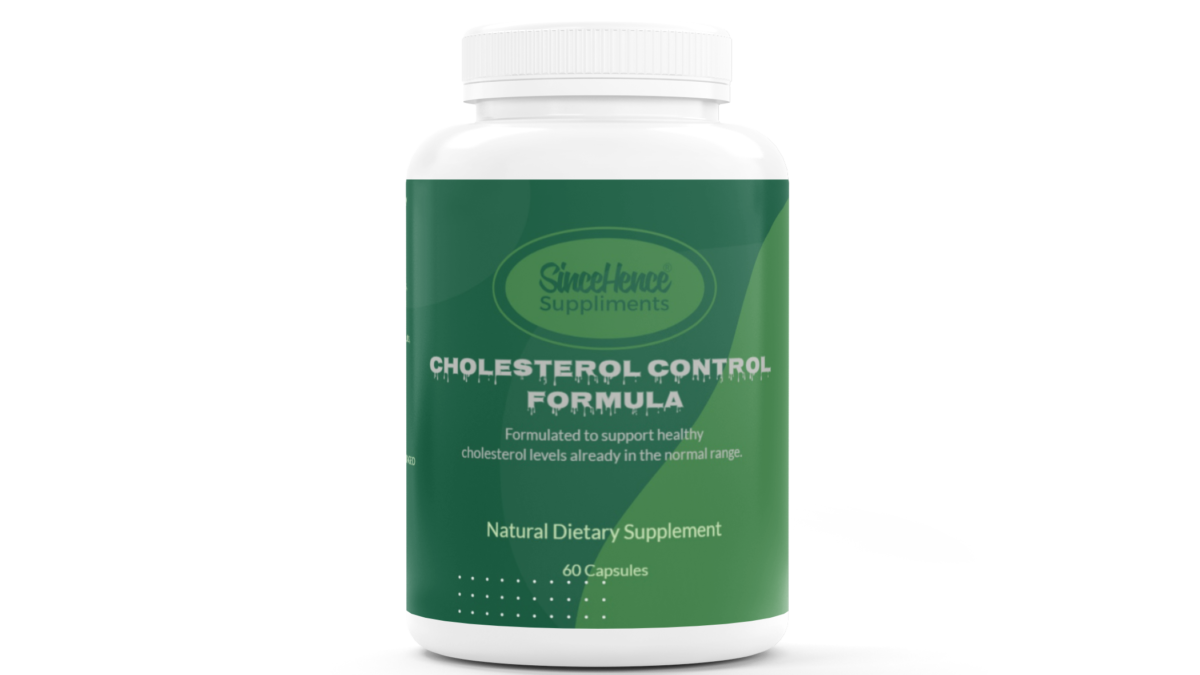 SinceHence
Suppliments
CHOLESTEROL CONTROL
FORMULA
Formulated to support healthy
cholesterol levels already in the normal range.
Natural Dietary Supplement
60 Capsules